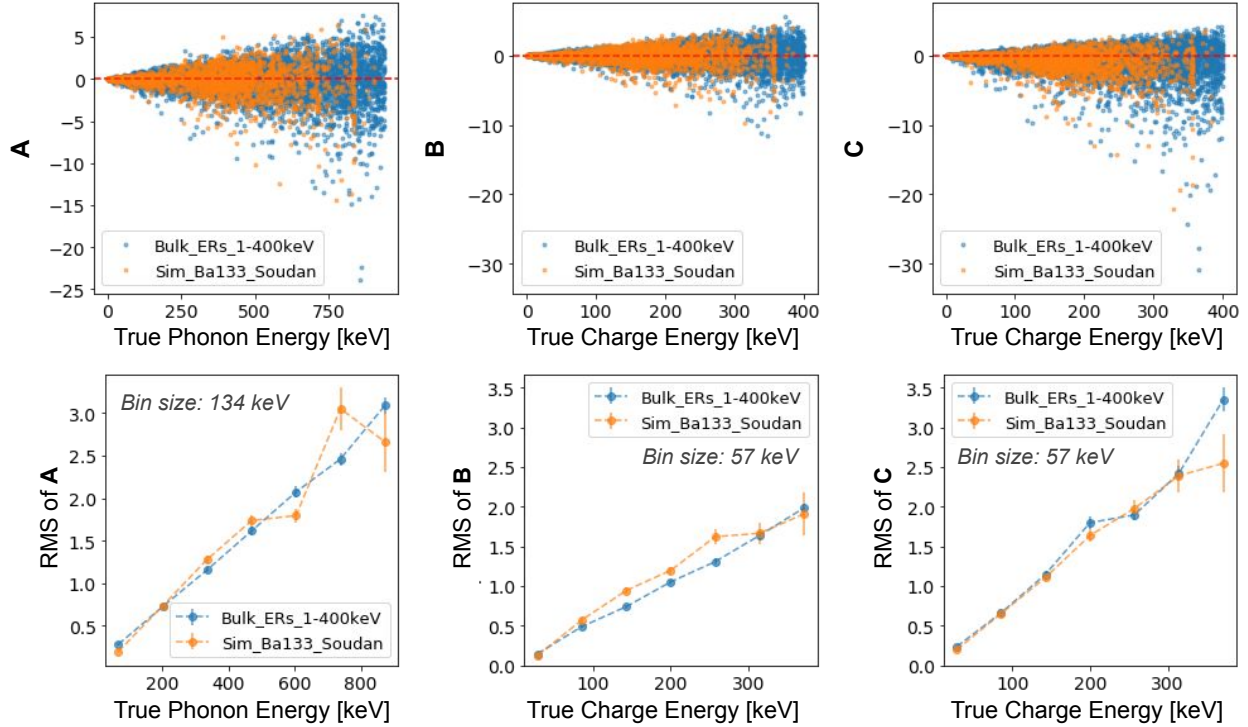 A
5
0
−5
−10
−15
−20
−25
Bulk_ERs_1-400keV
Sim_Ba133_Soudan
0 250 500 750
True Phonon Energy [keV]
B
0
−10
−20
−30
Bulk_ERs_1-400keV
Sim_Ba133_Soudan
0 100 200 300 400
True Charge Energy [keV]
C
0
−10
−20
−30
Bulk_ERs_1-400keV
Sim_Ba133_Soudan
0 100 200 300 400
True Charge Energy [keV]
RMS of A
3.0
2.5
2.0
1.5
1.0
0.5
Bin size: 134 keV
Bulk_ERs_1-400keV
Sim_Ba133_Soudan
200 400 600 800
True Phonon Energy [keV]
RMS of B
3.5
3.0
2.5
2.0
1.5
1.0
0.5
0.0
Bulk_ERs_1-400keV
Sim_Ba133_Soudan
Bin size: 57 keV
0 100 200 300
True Charge Energy [keV]
RMS of C
3.5
3.0
2.5
2.0
1.5
1.0
0.5
0.0
Bulk_ERs_1-400keV
Sim_Ba133_Soudan
Bin size: 57 keV
0 100 200 300
True Charge Energy [keV]